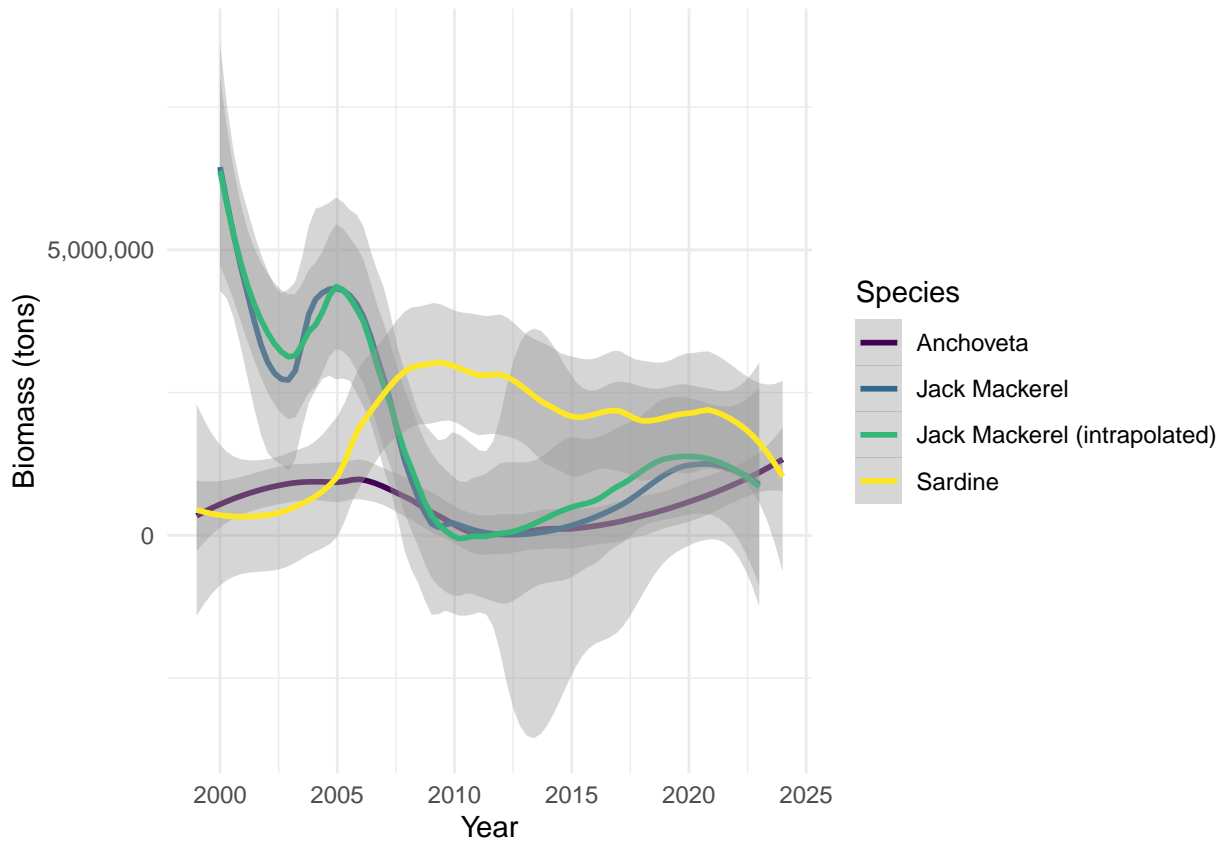 Biomass (tons)
5,000,000
0
2000 2005 2010 2015 2020 2025
Year
Species
Anchoveta
Jack Mackerel
Jack Mackerel (intrapolated)
Sardine